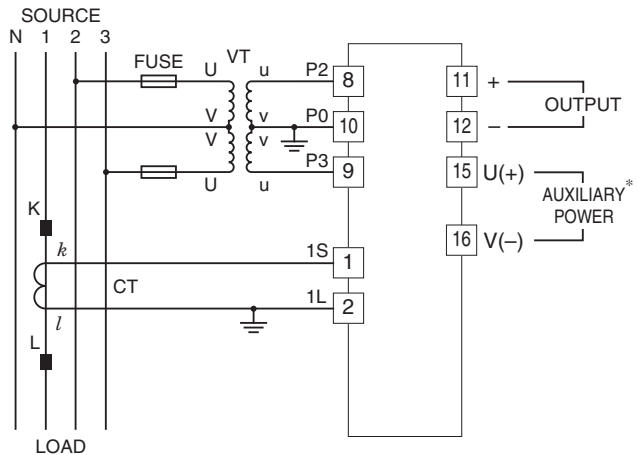 SOURCE
N 1 2 3
FUSE
VT
U u P2 8
V v P0 10
V v
U u P3 9
11 +
12 –
OUTPUT
15 U(+)
16 V(–)
AUXILIARY*
POWER
K
k 1S 1
CT
l 1L 2
L
LOAD